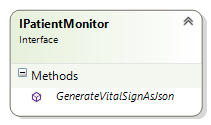 IPatientMonitor
Interface
Methods
GenerateVitalSignAsJson